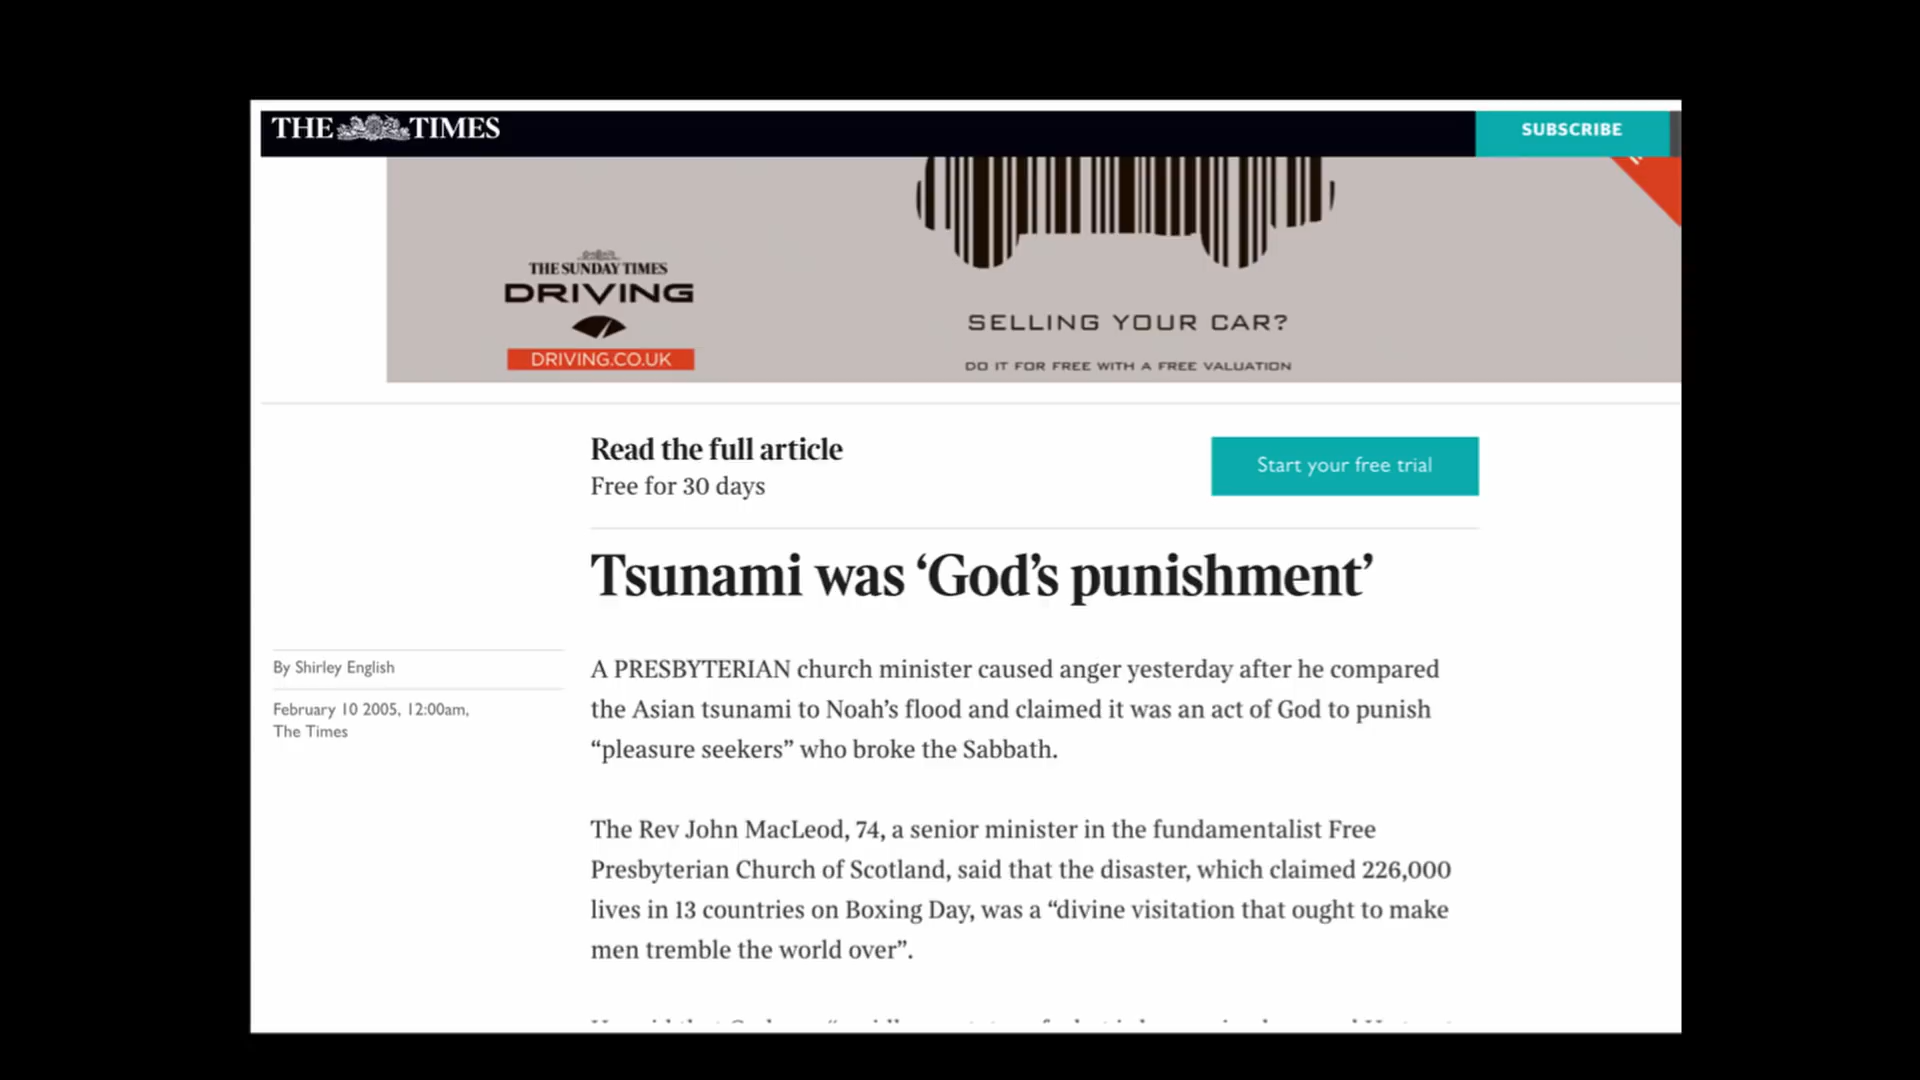 THE TIMES
SUBSCRIBE
THE SUNDAY TIMES
DRIVING
DRIVING.CO.UK
SELLING YOUR CAR?
DO IT FOR FREE WITH A FREE VALUATION
Read the full article
Free for 30 days
Start your free trial
Tsunami was ‘God’s punishment’
By Shirley English
February 10 2005, 12:00am,
The Times
A PRESBYTERIAN church minister caused anger yesterday after he compared
the Asian tsunami to Noah’s flood and claimed it was an act of God to punish
“pleasure seekers” who broke the Sabbath.
The Rev John MacLeod, 74, a senior minister in the fundamentalist Free
Presbyterian Church of Scotland, said that the disaster, which claimed 226,000
lives in 13 countries on Boxing Day, was a “divine visitation that ought to make
men tremble the world over”.